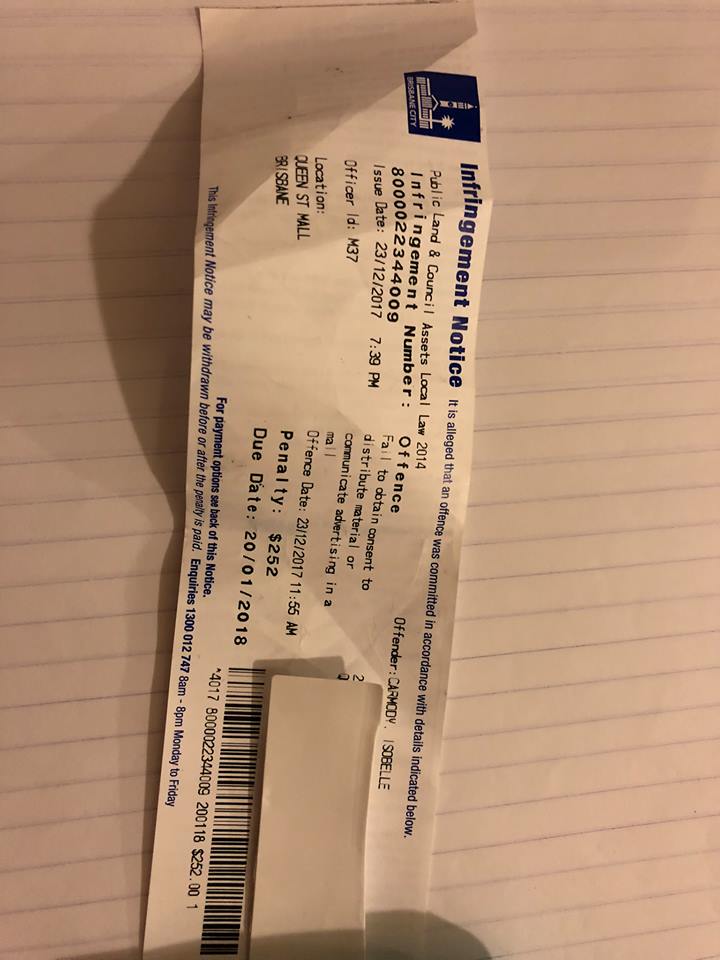 BRISBANE CITY
Infringement Notice It is alleged that an offence was committed in accordance with details indicated below.
Public Land & Council Assets Local Law 2014
Infringement Number:
8000022344009
Issue Date: 23/12/2017 7:39 PM
Officer Id: M37
Location:
QUEEN ST MALL
BRISBANE
Offence
Fail to obtain consent to
distribute material or
communicate advertising in a
mall
Offence Date: 23/12/2017 11:55 AM
Penalty: $252
Due Date: 20/01/2018
Offender: CARMODY, ISOBELLE
2
*4017 8000022344009 200118 $252.00 1
For payment options see back of this Notice.
This Infringement Notice may be withdrawn before or after the penalty is paid. Enquiries 1300 012 747 8am - 8pm Monday to Friday